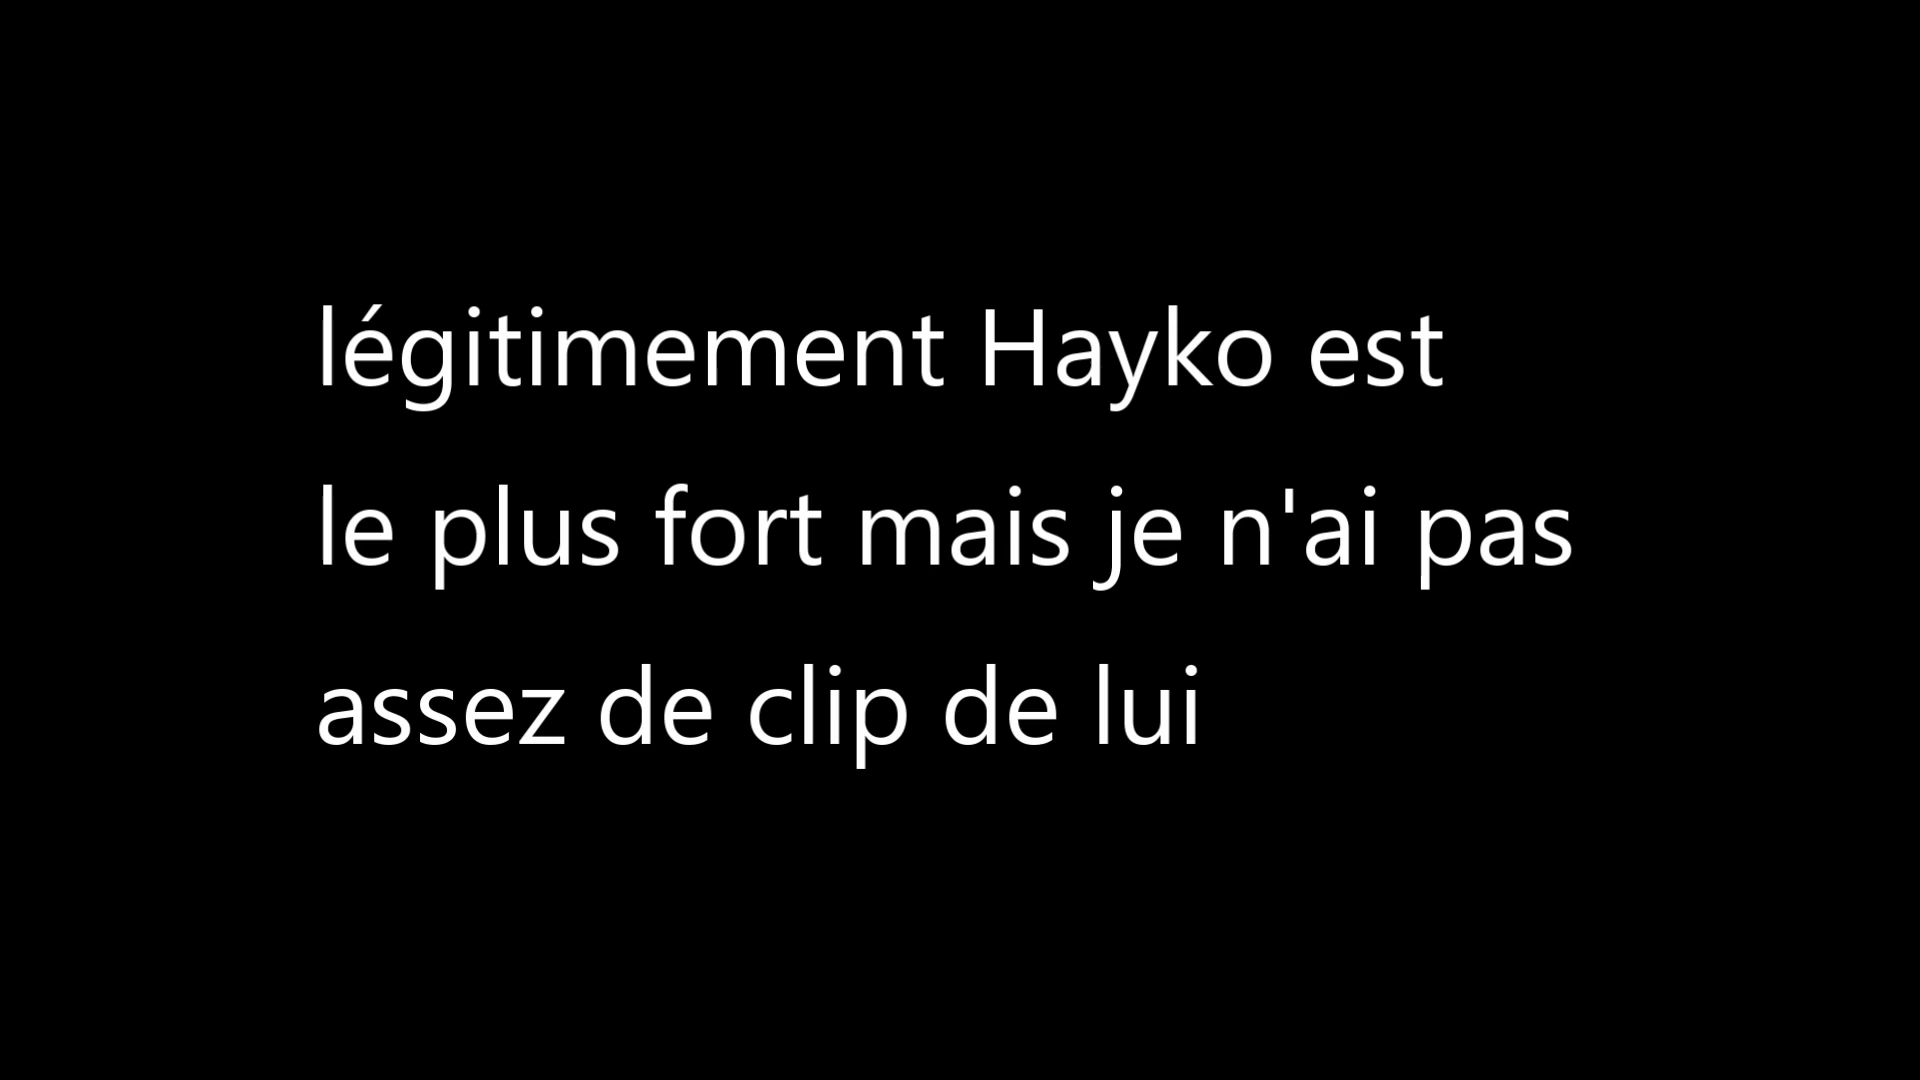 légitimement Hayko est
le plus fort mais je n'ai pas
assez de clip de lui